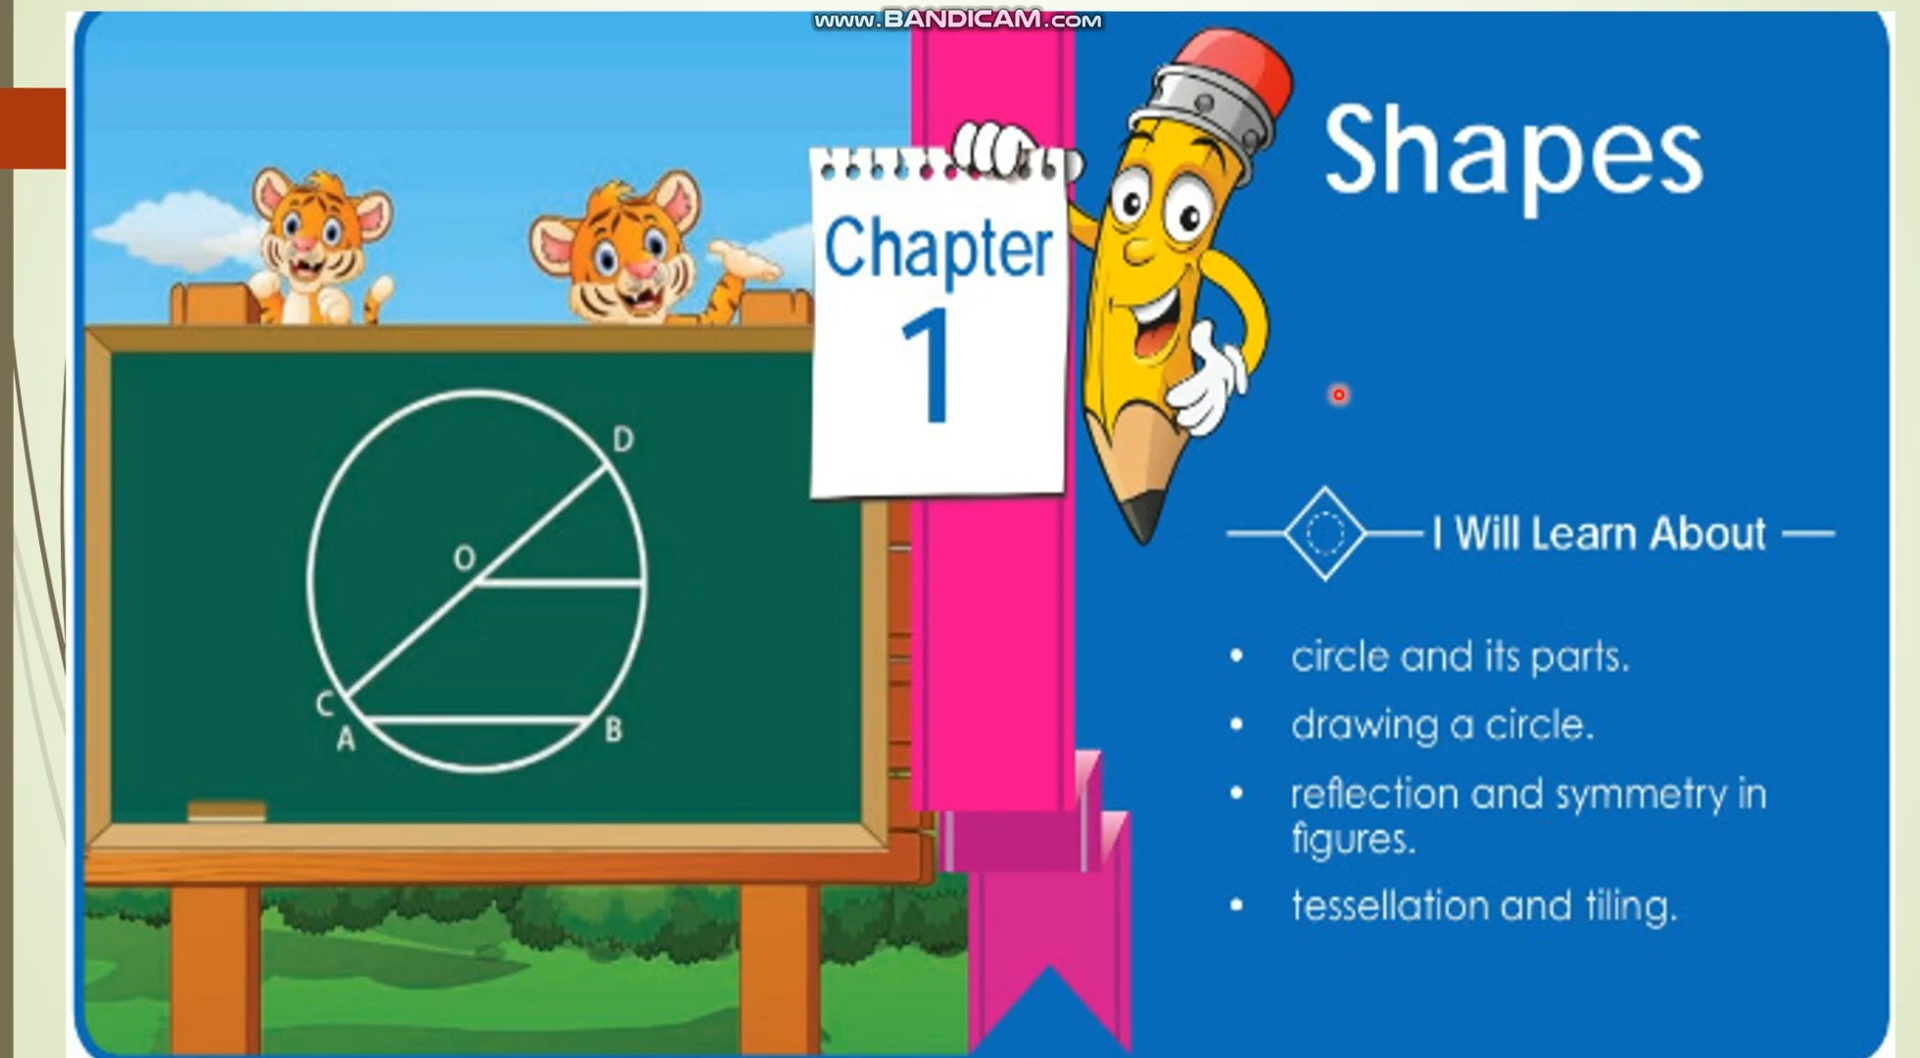 www.BANDICAM.com
Shapes
Chapter
1
D
O
C
A
B
I Will Learn About
• circle and its parts.
• drawing a circle.
• reflection and symmetry in
figures.
• tessellation and tiling.